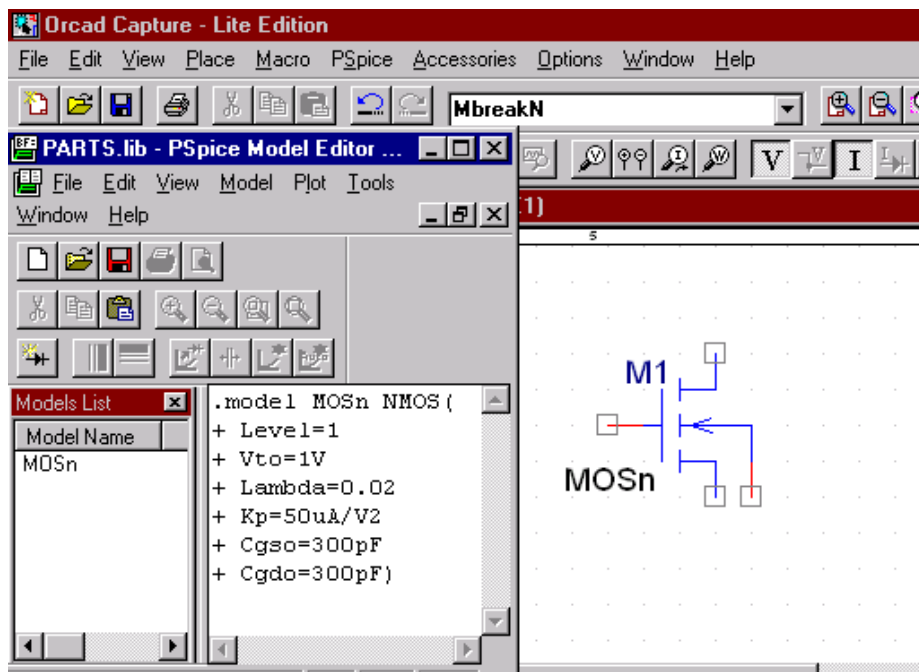 Orcad Capture - Lite Edition
File Edit View Place Macro PSpice Accessories Options Window Help
MbreakN
PARTS.lib - PSpice Model Editor ...
File Edit View Model Plot Tools
Window Help
V I
1)
5
Models List
Model Name
MOSn
.model MOSn NMOS(
+ Level=1
+ Vto=1V
+ Lambda=0.02
+ Kp=50uA/V2
+ Cgso=300pF
+ Cgdo=300pF)
M1
MOSn